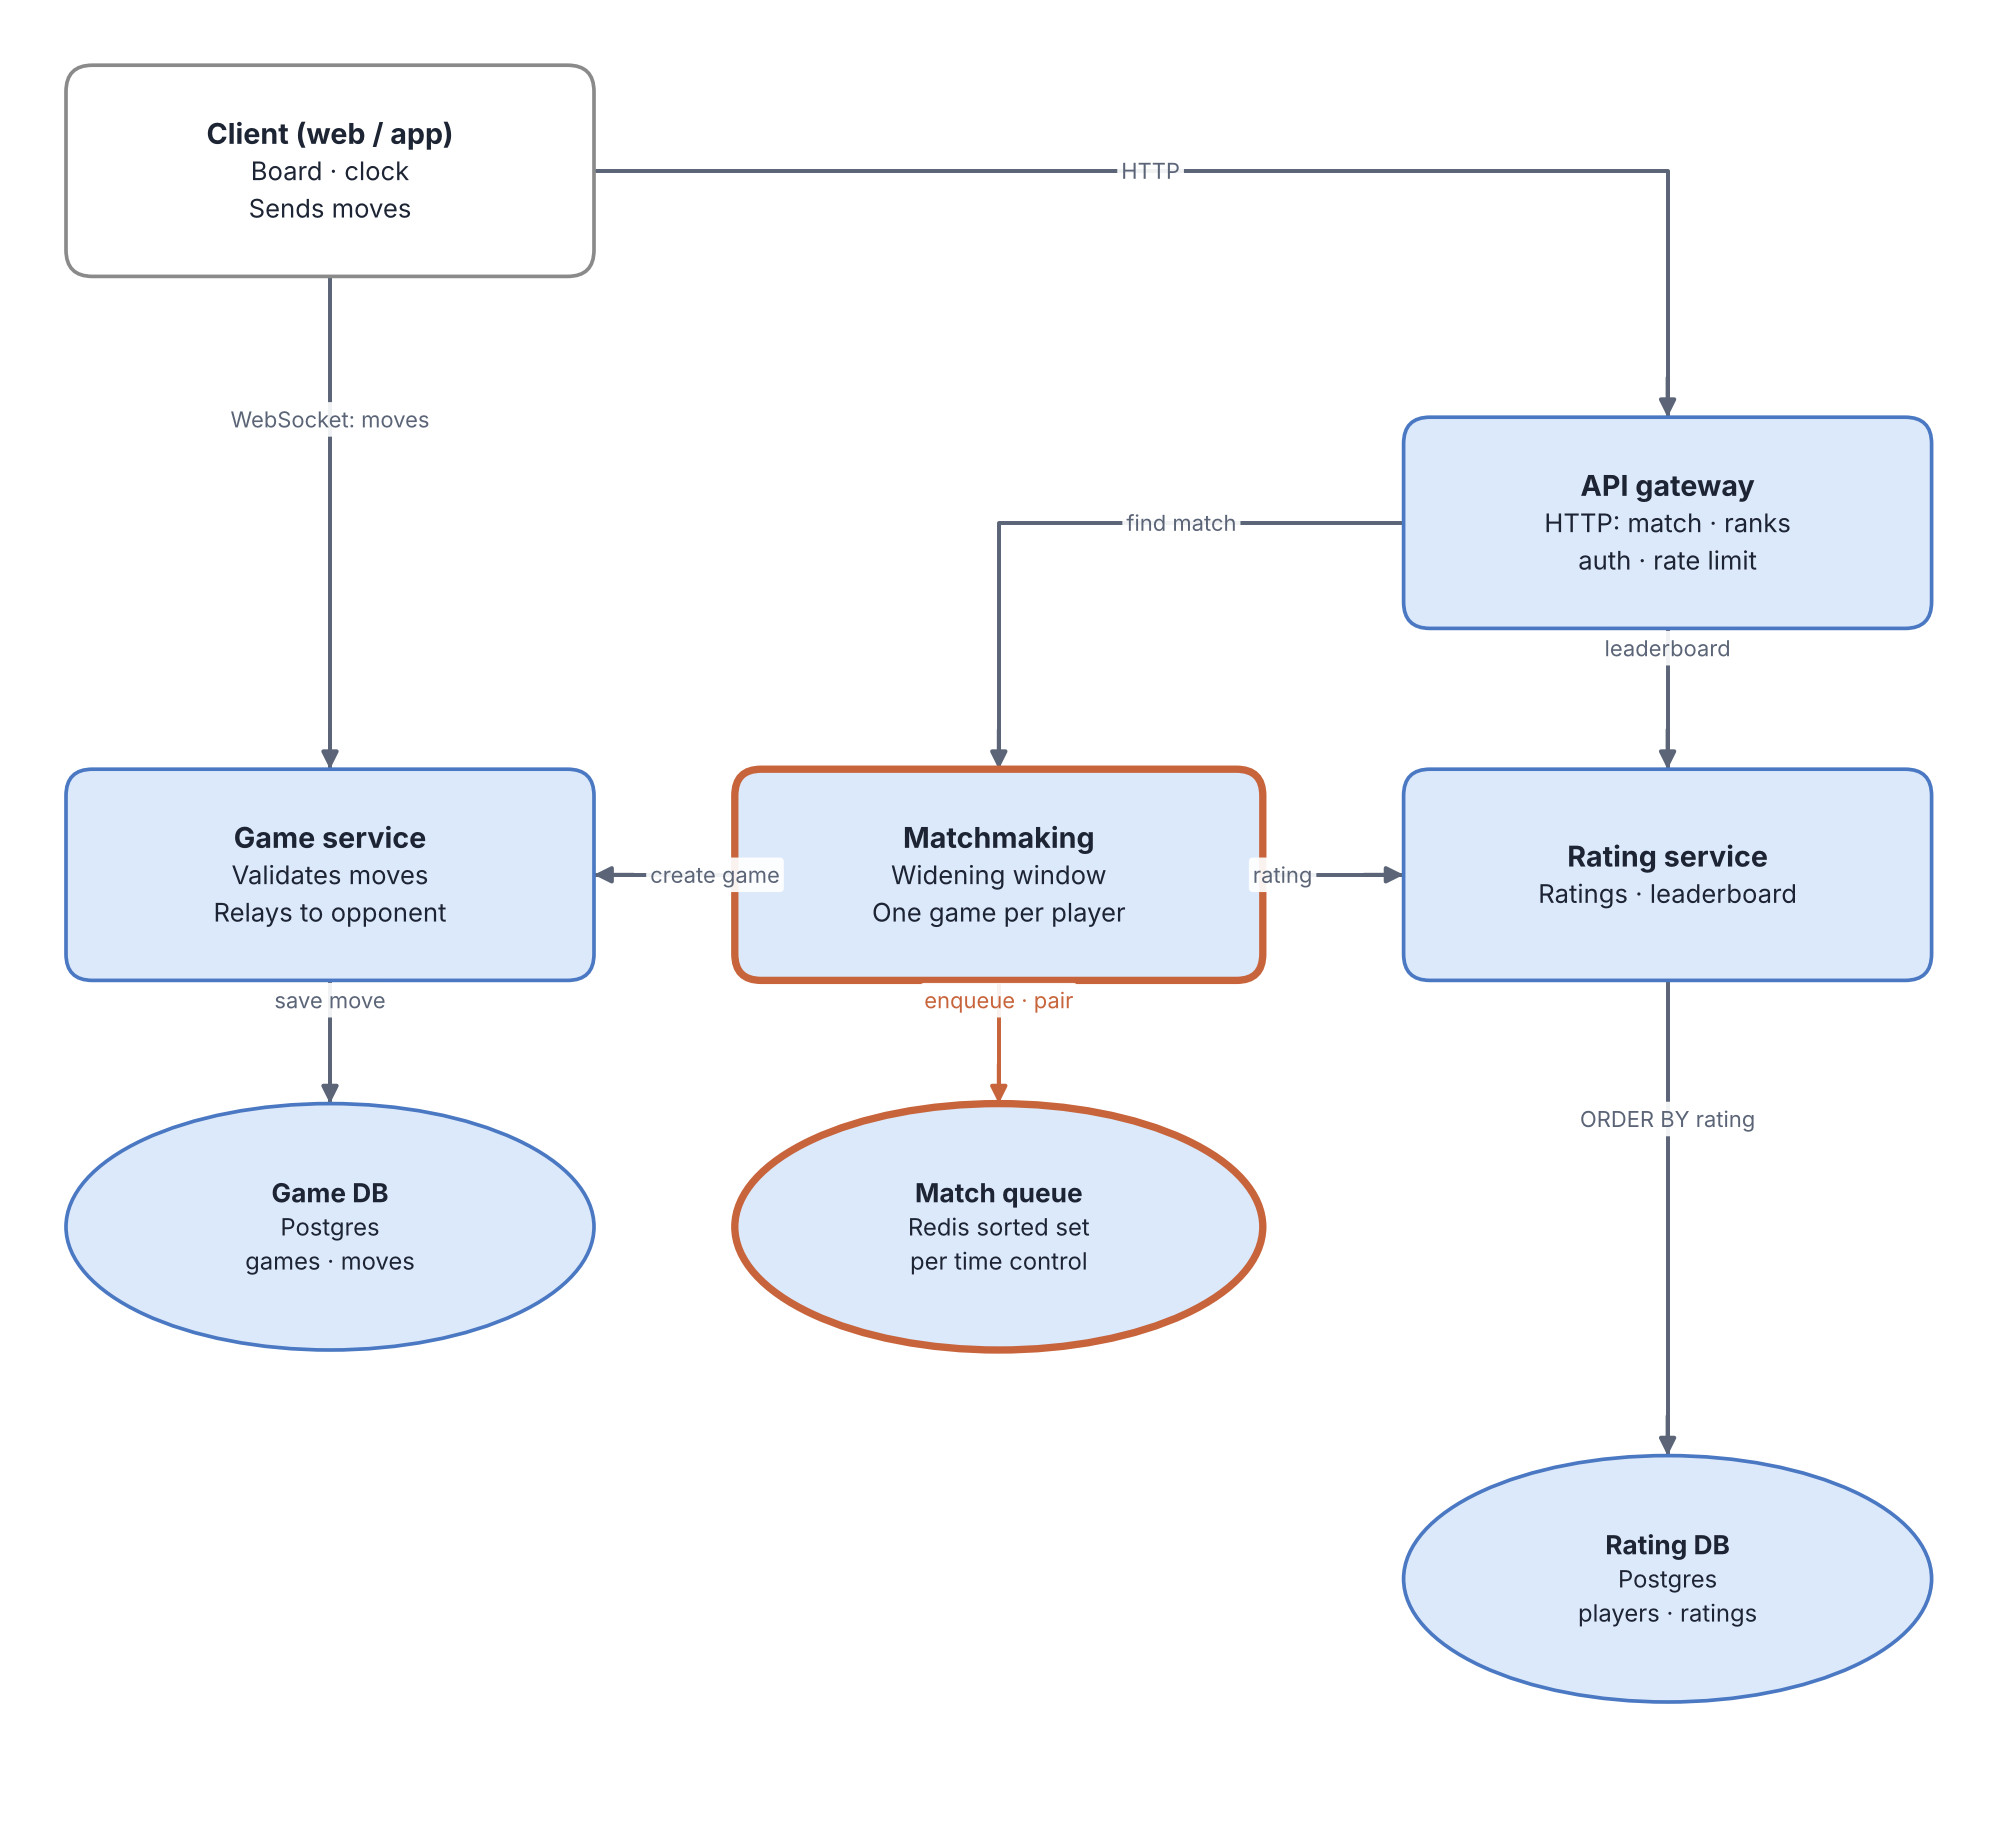 Client (web / app)
Board · clock
Sends moves
HTTP
WebSocket: moves
API gateway
HTTP: match · ranks
auth · rate limit
find match
leaderboard
Game service
Validates moves
Relays to opponent
create game
Matchmaking
Widening window
One game per player
rating
Rating service
Ratings · leaderboard
save move
enqueue · pair
ORDER BY rating
Game DB
Postgres
games · moves
Match queue
Redis sorted set
per time control
Rating DB
Postgres
players · ratings